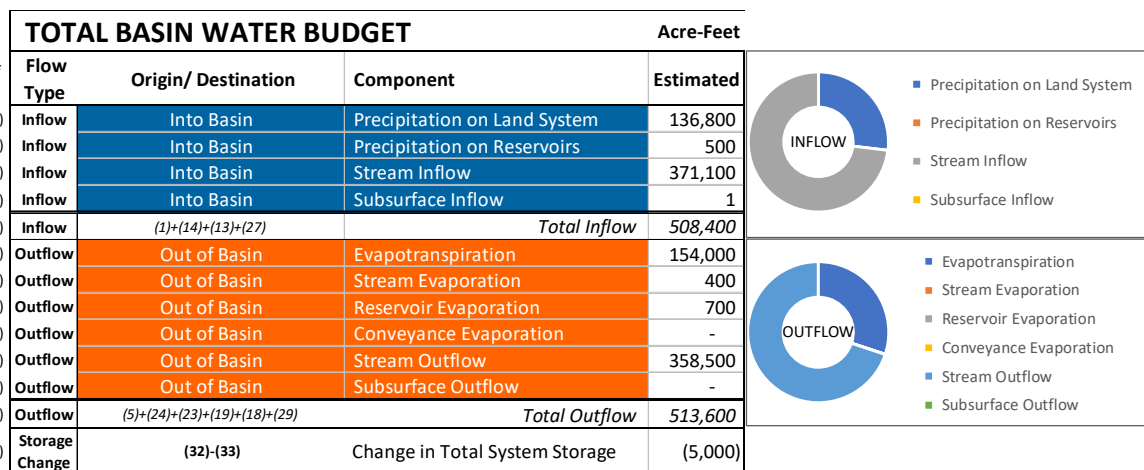 TOTAL BASIN WATER BUDGET Acre-Feet
Flow Type Origin/ Destination Component Estimated
Inflow Into Basin Precipitation on Land System 136,800
Inflow Into Basin Precipitation on Reservoirs 500
Inflow Into Basin Stream Inflow 371,100
Inflow Into Basin Subsurface Inflow 1
Inflow (1)+(14)+(13)+(27) Total Inflow 508,400
Outflow Out of Basin Evapotranspiration 154,000
Outflow Out of Basin Stream Evaporation 400
Outflow Out of Basin Reservoir Evaporation 700
Outflow Out of Basin Conveyance Evaporation -
Outflow Out of Basin Stream Outflow 358,500
Outflow Out of Basin Subsurface Outflow -
Outflow (5)+(24)+(23)+(19)+(18)+(29) Total Outflow 513,600
Storage Change (32)-(33) Change in Total System Storage (5,000)
INFLOW
Precipitation on Land System
Precipitation on Reservoirs
Stream Inflow
Subsurface Inflow
OUTFLOW
Evapotranspiration
Stream Evaporation
Reservoir Evaporation
Conveyance Evaporation
Stream Outflow
Subsurface Outflow